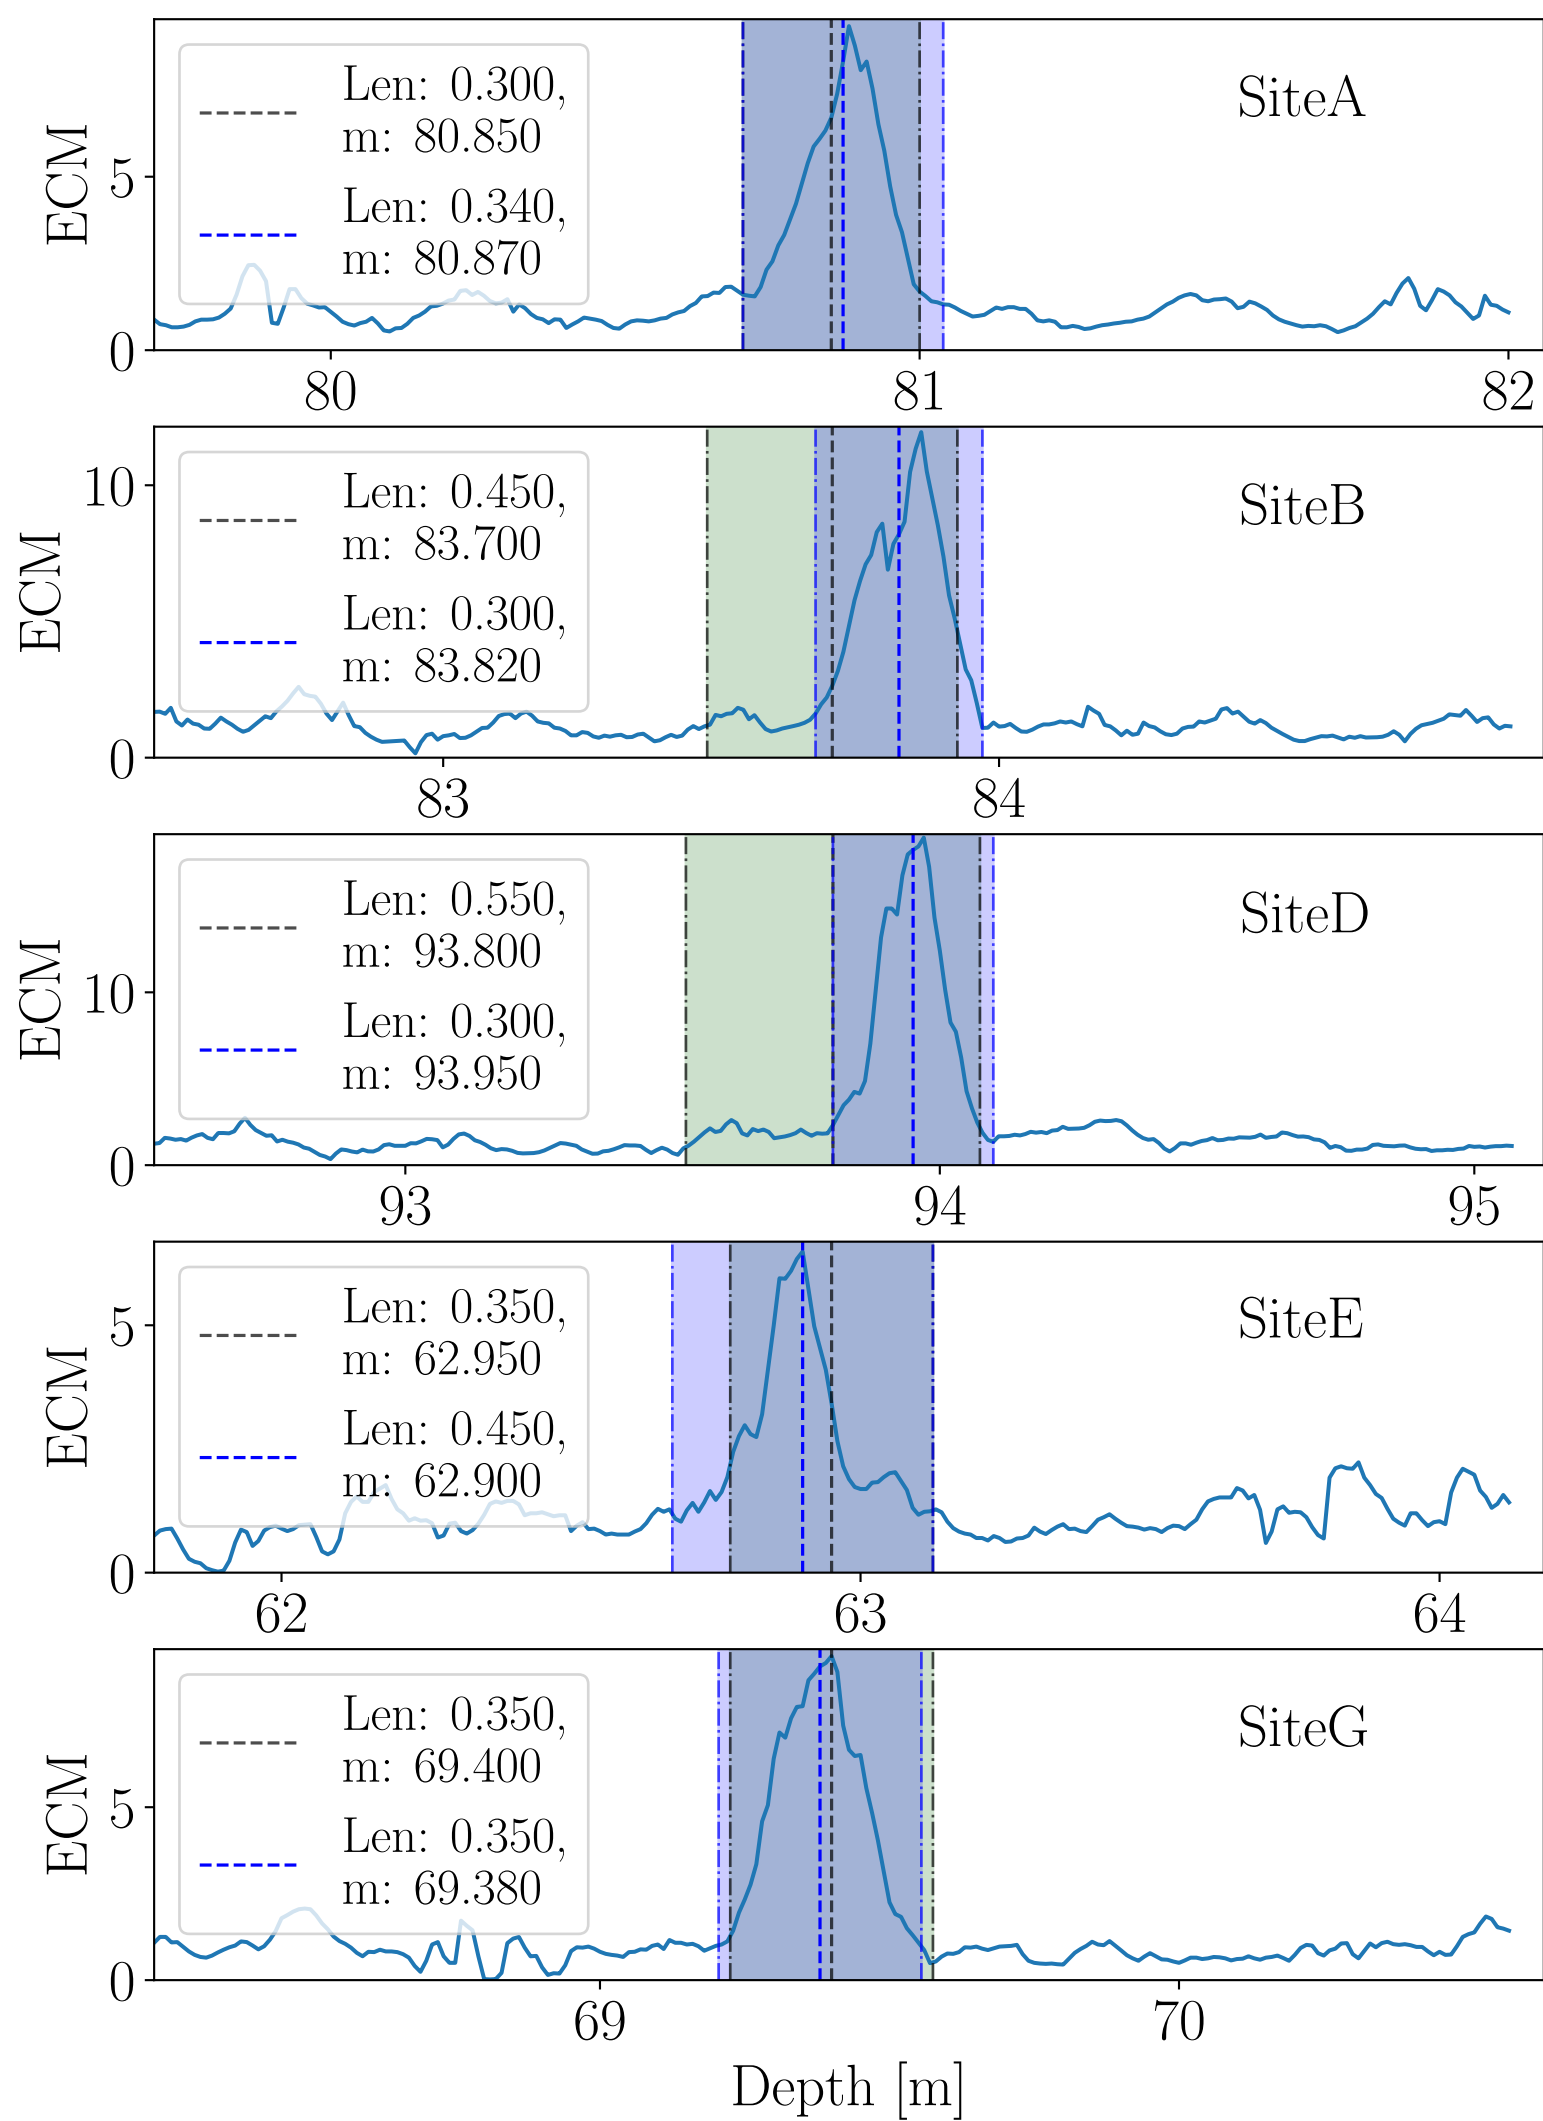 Len: 0.300,
m: 80.850
Len: 0.340,
m: 80.870
SiteA
ECM
5
0
80
81
82
Len: 0.450,
m: 83.700
Len: 0.300,
m: 83.820
SiteB
ECM
10
0
83
84
Len: 0.550,
m: 93.800
Len: 0.300,
m: 93.950
SiteD
ECM
10
0
93
94
95
Len: 0.350,
m: 62.950
Len: 0.450,
m: 62.900
SiteE
ECM
5
0
62
63
64
Len: 0.350,
m: 69.400
Len: 0.350,
m: 69.380
SiteG
ECM
5
0
69
70
Depth [m]